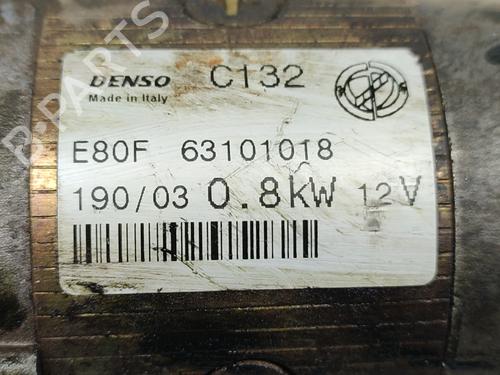 DENSO C132
Made in Italy
E80F 63101018
190/03 0.8kW 12V
B-PARTS